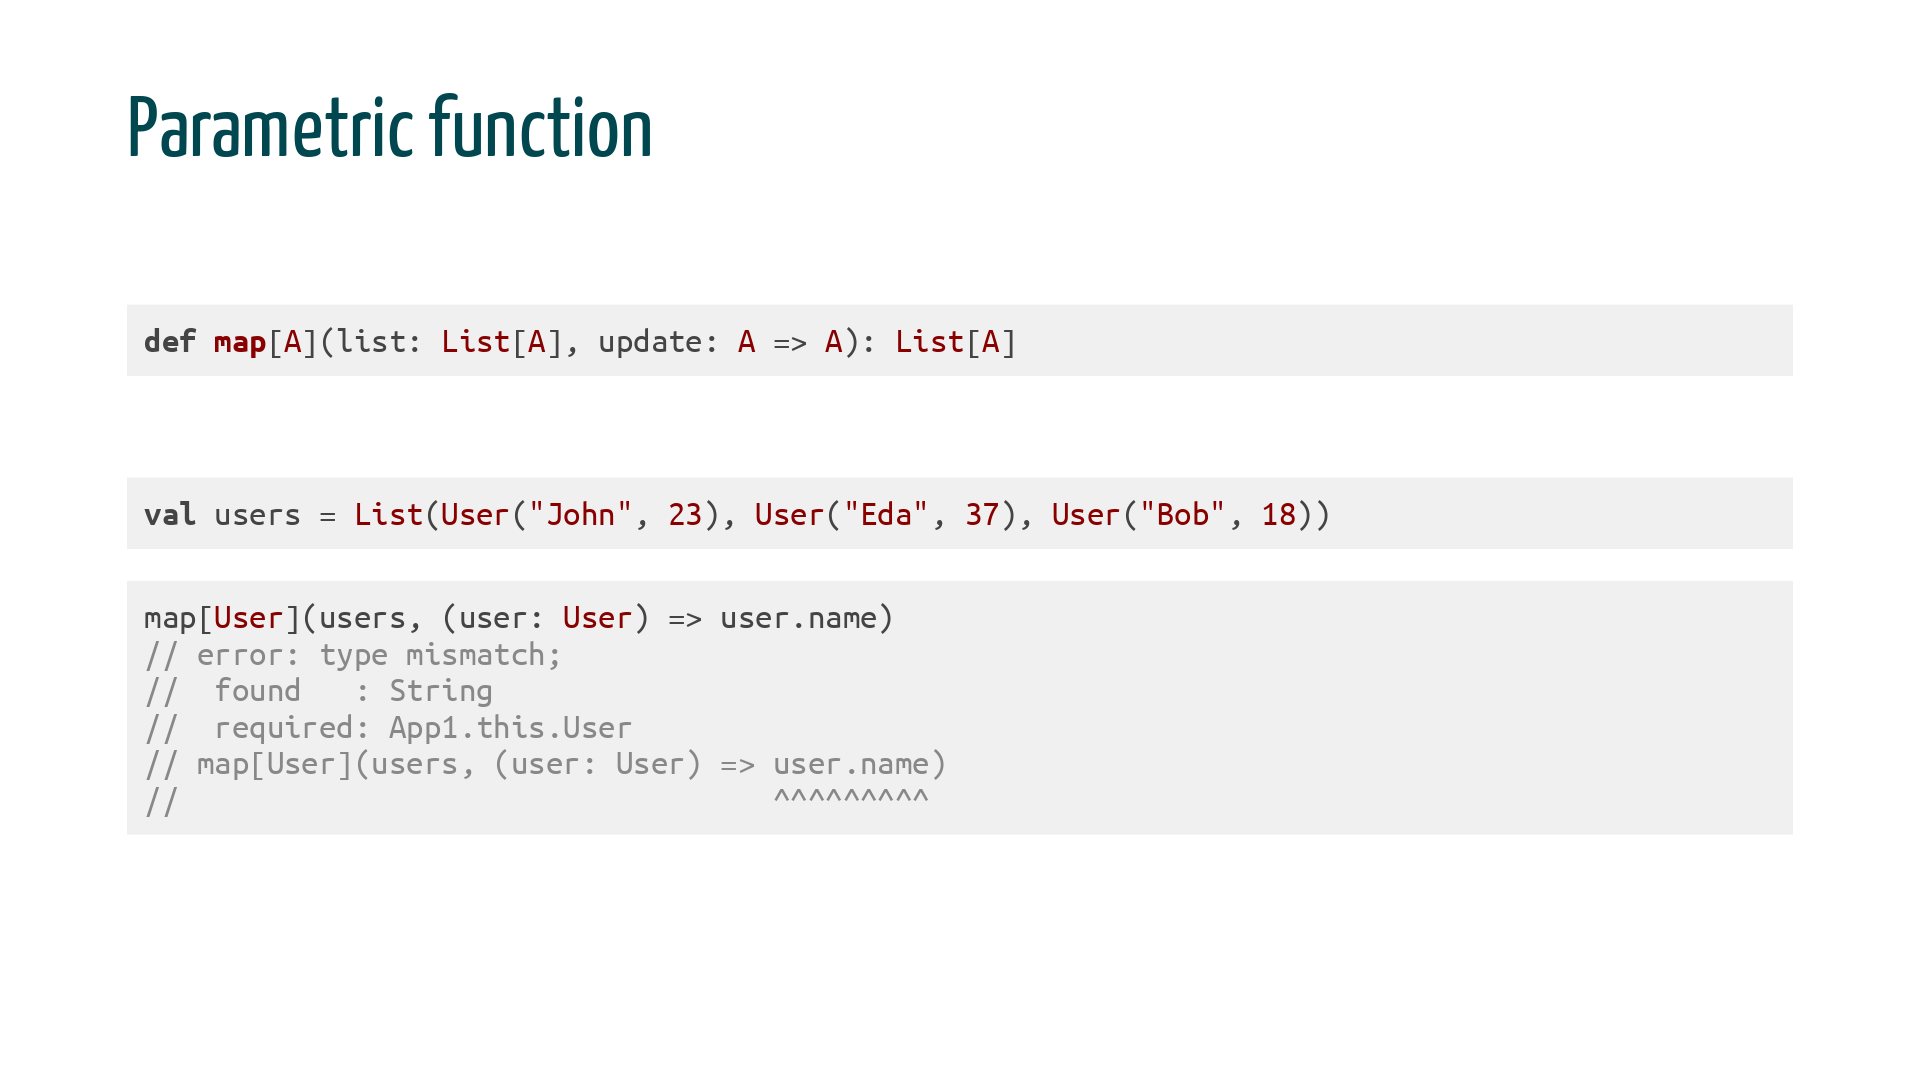 Parametric function
def map[A](list: List[A], update: A => A): List[A]
val users = List(User("John", 23), User("Eda", 37), User("Bob", 18))
map[User](users, (user: User) => user.name)
// error: type mismatch;
//  found   : String
//  required: App1.this.User
// map[User](users, (user: User) => user.name)
//                                  ^^^^^^^^^